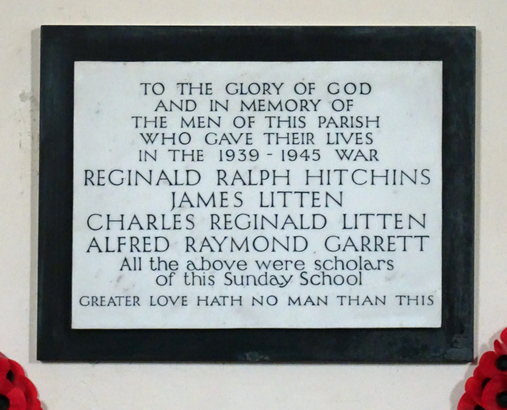 TO THE GLORY OF GOD
AND IN MEMORY OF
THE MEN OF THIS PARISH
WHO GAVE THEIR LIVES
IN THE 1939 - 1945 WAR
REGINALD RALPH HITCHINS
JAMES LITTEN
CHARLES REGINALD LITTEN
ALFRED RAYMOND GARRETT
All the above were scholars
of this Sunday School
GREATER LOVE HATH NO MAN THAN THIS